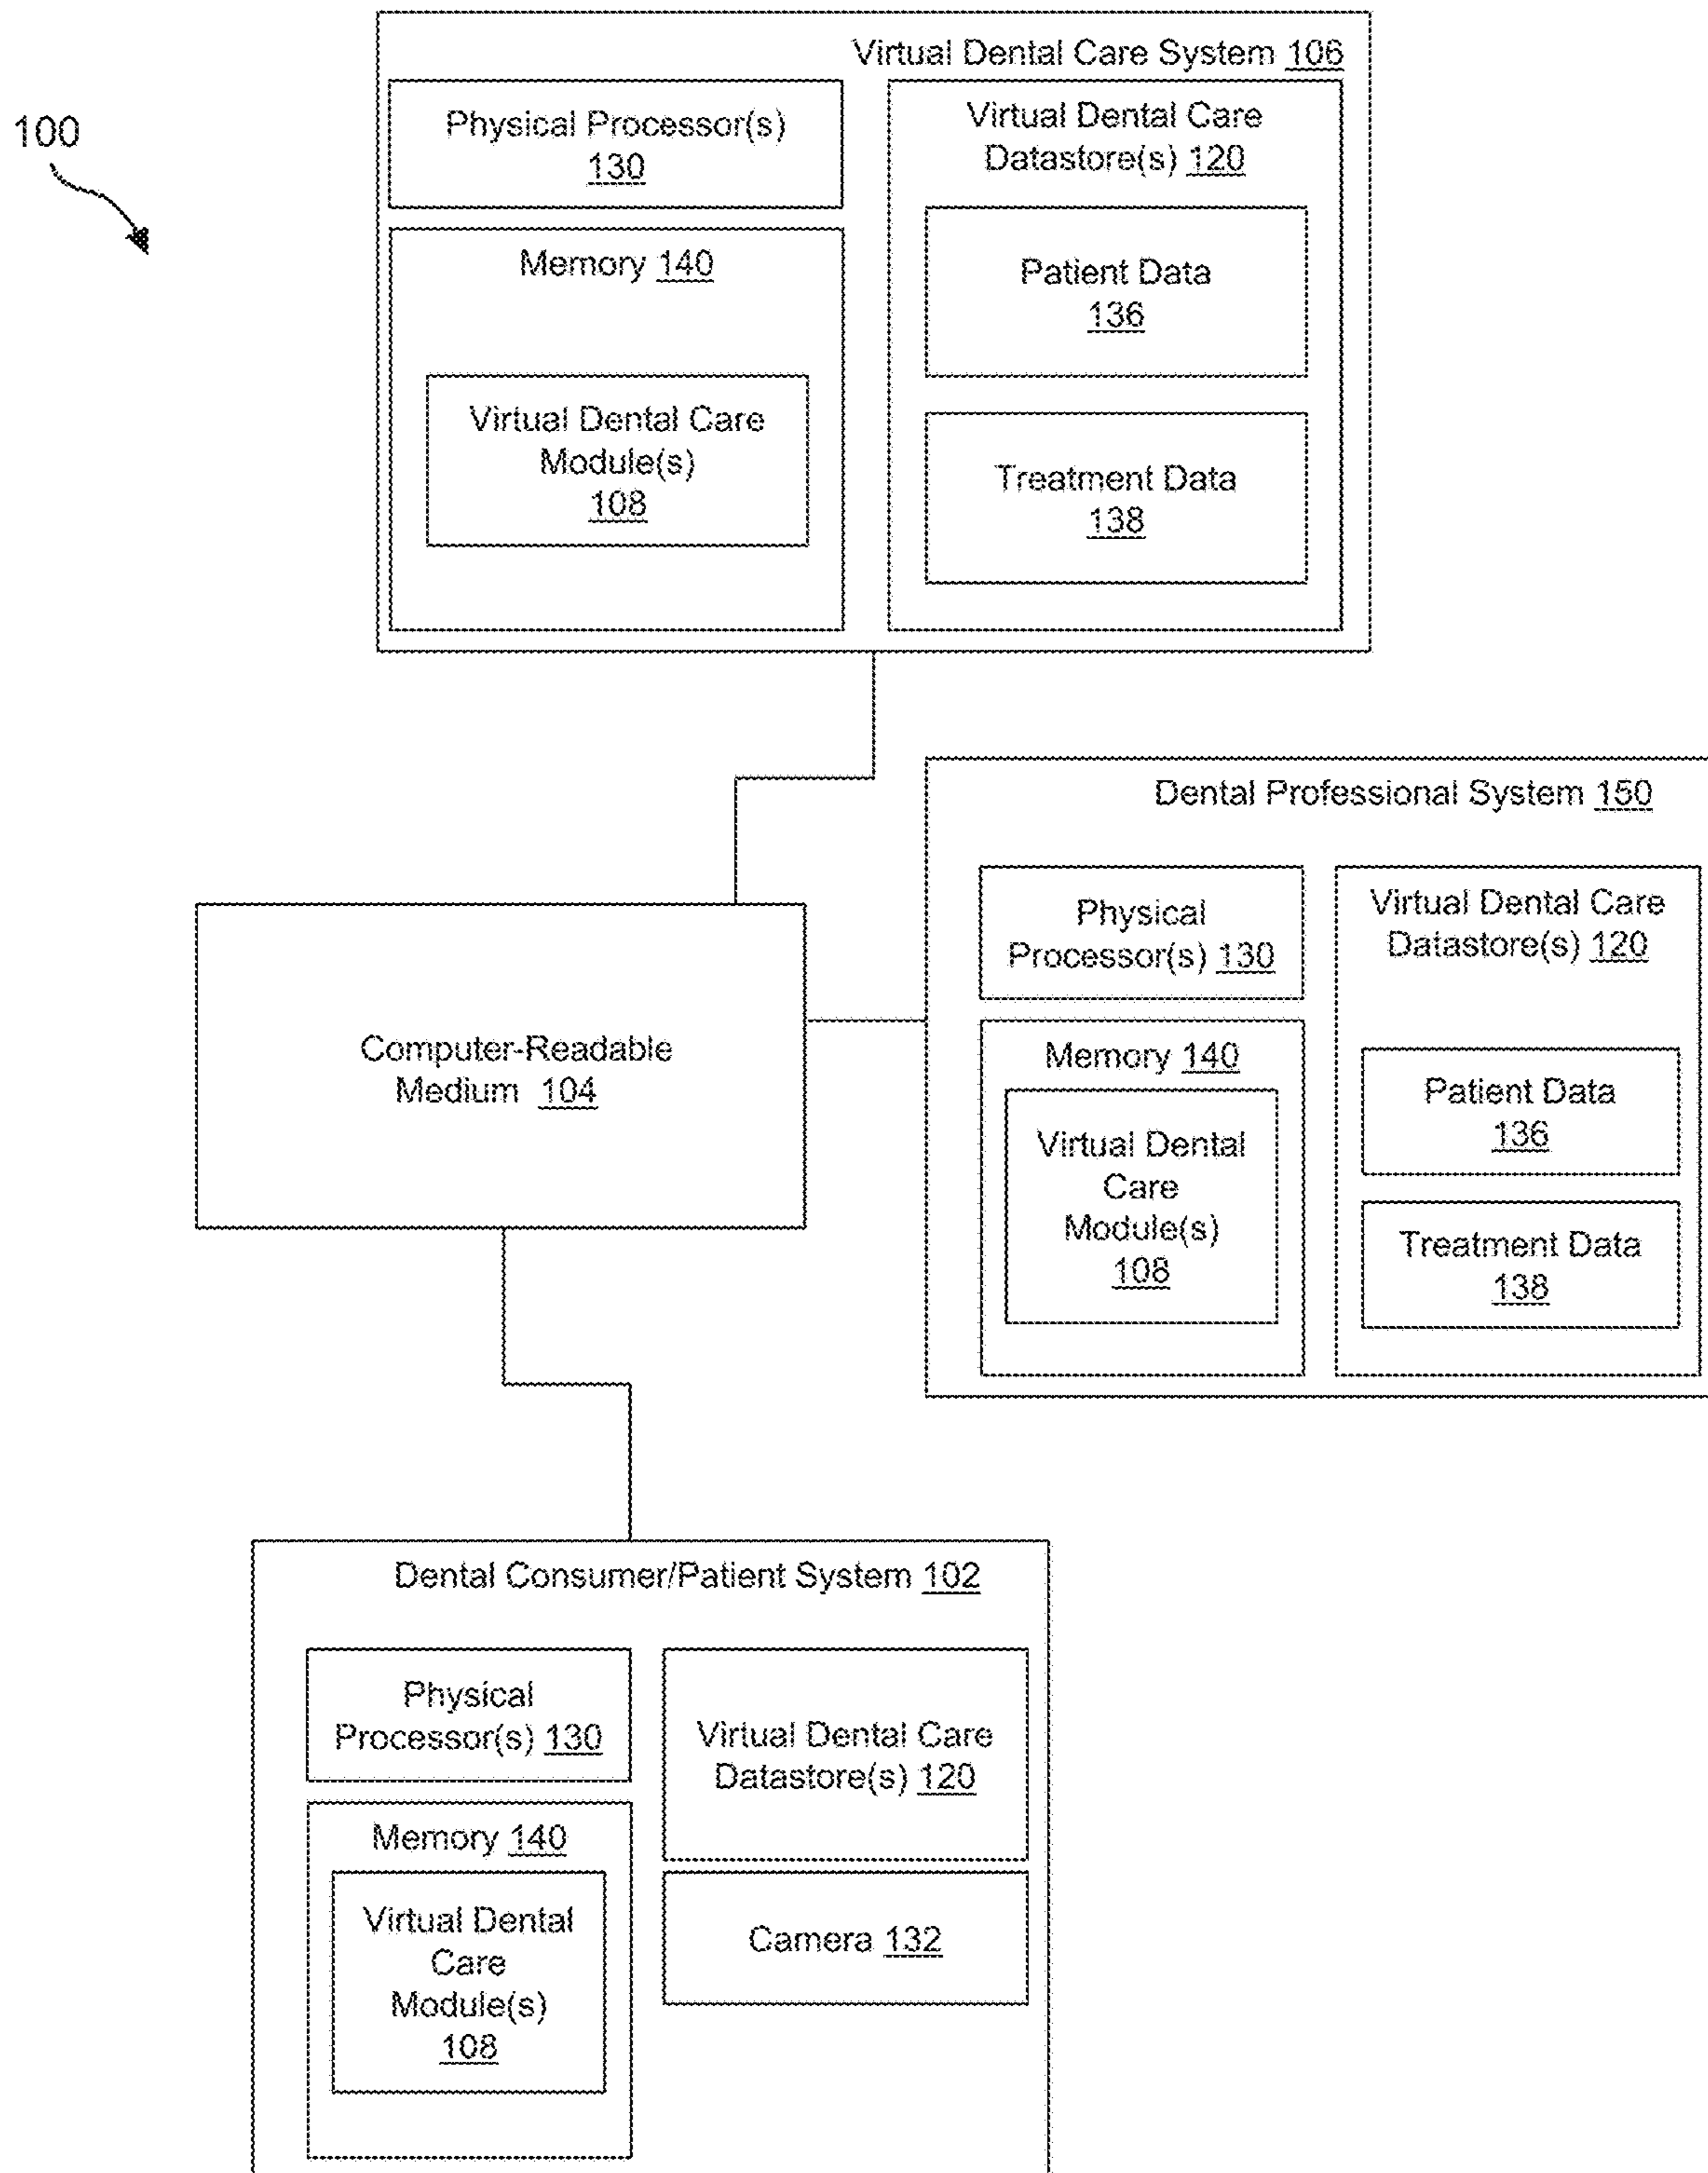 100
Virtual Dental Care System 106
Physical Processor(s)
130
Memory 140
Virtual Dental Care
Module(s)
108
Virtual Dental Care
Datastore(s) 120
Patient Data
136
Treatment Data
138
Computer-Readable
Medium 104
Dental Professional System 150
Physical
Processor(s) 130
Memory 140
Virtual Dental
Care
Module(s)
108
Virtual Dental Care
Datastore(s) 120
Patient Data
136
Treatment Data
138
Dental Consumer/Patient System 102
Physical
Processor(s) 130
Memory 140
Virtual Dental
Care
Module(s)
108
Virtual Dental Care
Datastore(s) 120
Camera 132